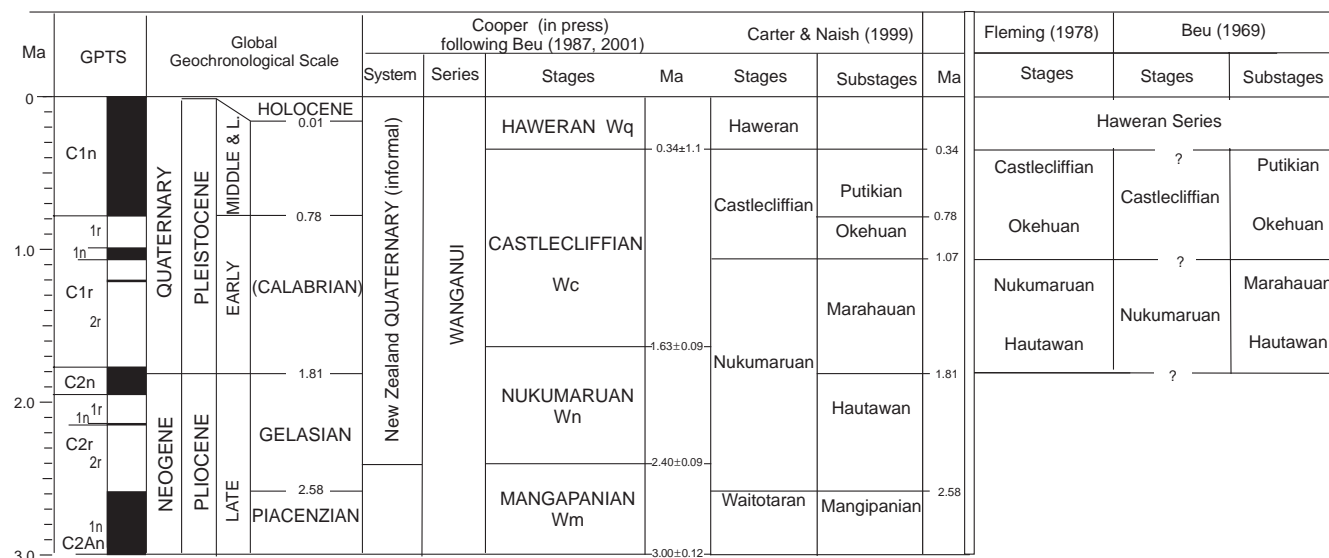 Ma
GPTS
Global
Geochronological Scale
Cooper (in press)
following Beu (1987, 2001)
Carter & Naish (1999)
Fleming (1978)
Beu (1969)
System
Series
Stages
Ma
Stages
Substages
Ma
Stages
Stages
Substages
0
1.0
2.0
3.0
C1n
1r
1n
C1r
2r
C2n
1r
1n
C2r
2r
1n
C2An
QUATERNARY
NEOGENE
PLEISTOCENE
PLIOCENE
MIDDLE & L.
EARLY
LATE
HOLOCENE
0.01
0.78
(CALABRIAN)
1.81
GELASIAN
2.58
PIACENZIAN
New Zealand QUATERNARY (informal)
WANGANUI
HAWERAN Wq
CASTLECLIFFIAN
Wc
NUKUMARUAN
Wn
MANGAPANIAN
Wm
0.34±1.1
1.63±0.09
2.40±0.09
3.00±0.12
Haweran
Castlecliffian
Nukumaruan
Waitotaran
Putikian
Okehuan
Marahauan
Hautawan
Mangipanian
0.34
0.78
1.07
1.81
2.58
Haweran Series
Castlecliffian
Okehuan
Nukumaruan
Hautawan
?
Castlecliffian
?
Nukumaruan
?
Putikian
Okehuan
Marahauan
Hautawan